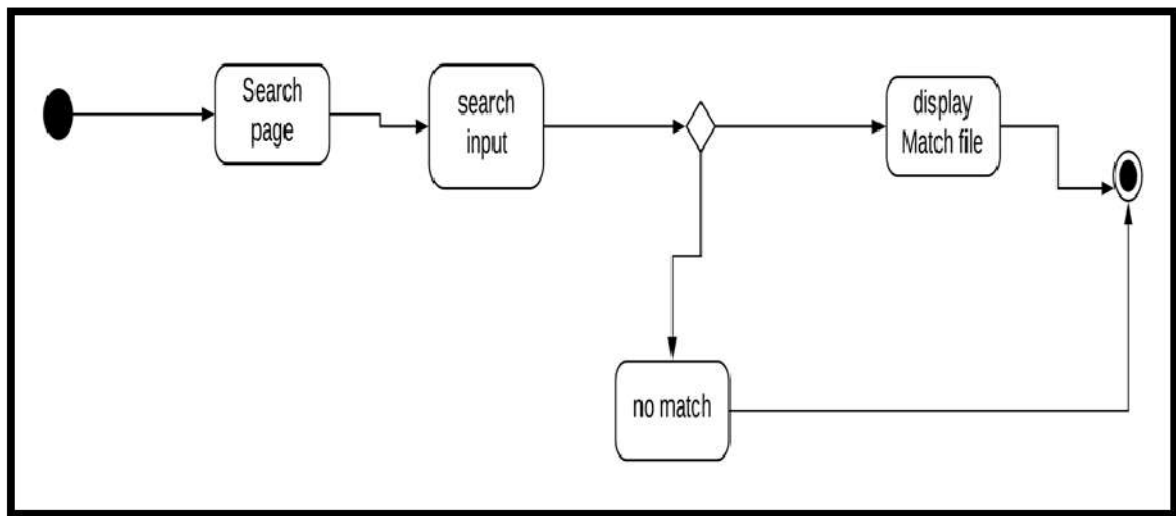 Search
page
search
input
display
Match file
no match